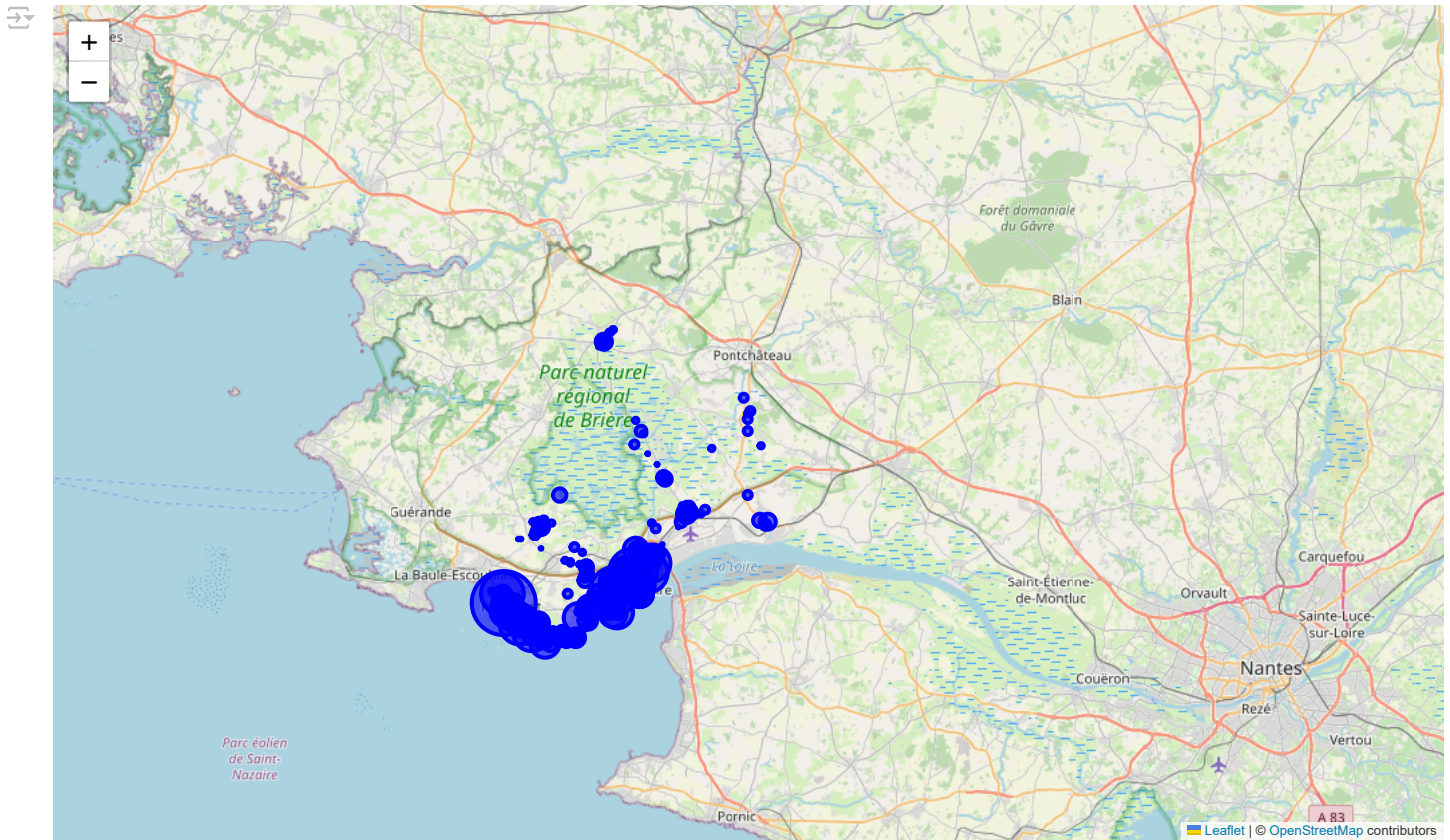 +
−
es
Forêt domaniale
du Gâvre
Blain
Pontchâteau
Parc naturel
régional
de Brière
Guérande
Carquefou
La Baule-Escou
La Loire
Saint-Étienne-
de-Montluc
Orvault
re
Sainte-Luce-
sur-Loire
Nantes
Couëron
Rezé
Vertou
Parc éolien
de Saint-
Nazaire
Pornic
A 83
Leaflet | © OpenStreetMap contributors